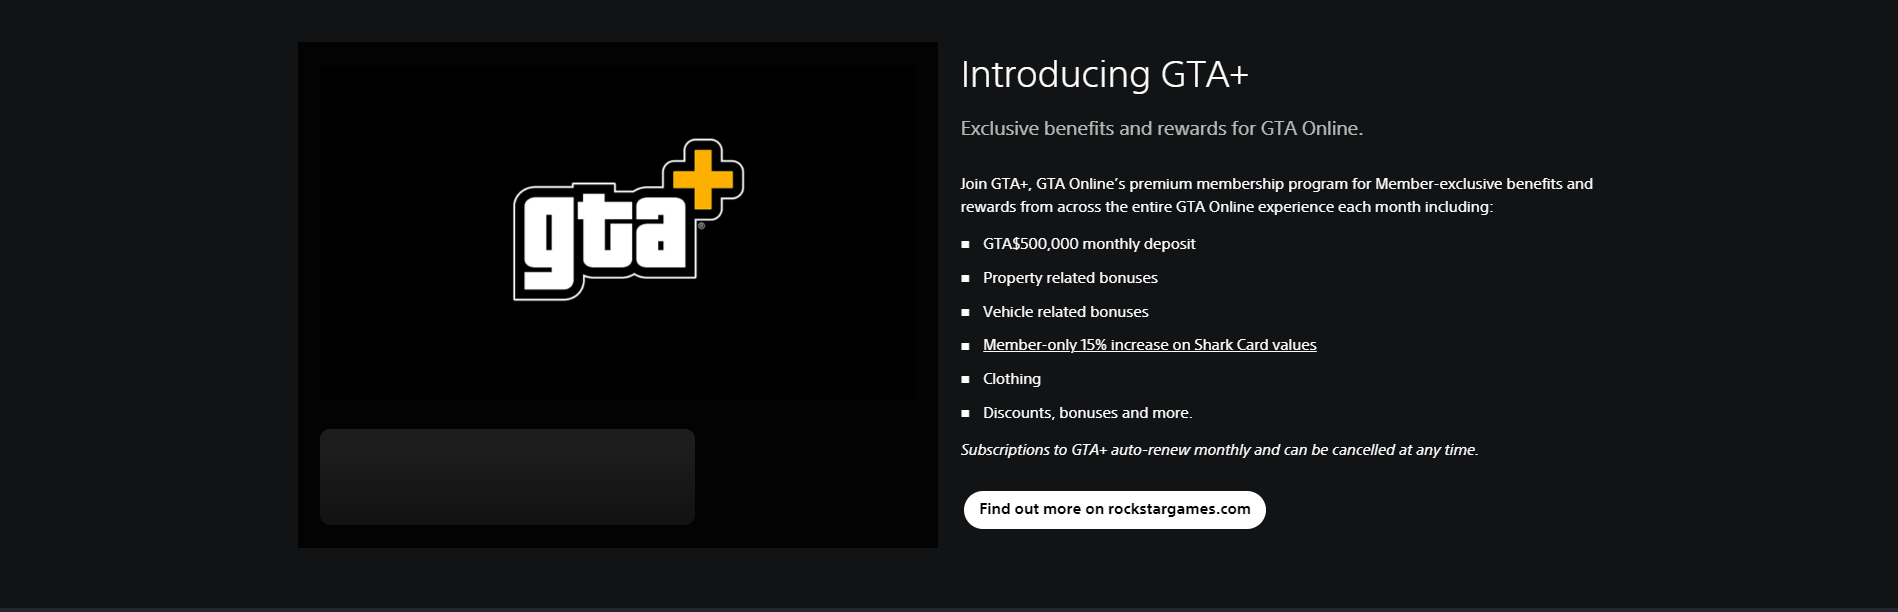 gta+®
Introducing GTA+
Exclusive benefits and rewards for GTA Online.
Join GTA+, GTA Online’s premium membership program for Member-exclusive benefits and
rewards from across the entire GTA Online experience each month including:
GTA$500,000 monthly deposit
Property related bonuses
Vehicle related bonuses
Member-only 15% increase on Shark Card values
Clothing
Discounts, bonuses and more.
Subscriptions to GTA+ auto-renew monthly and can be cancelled at any time.
Find out more on rockstargames.com